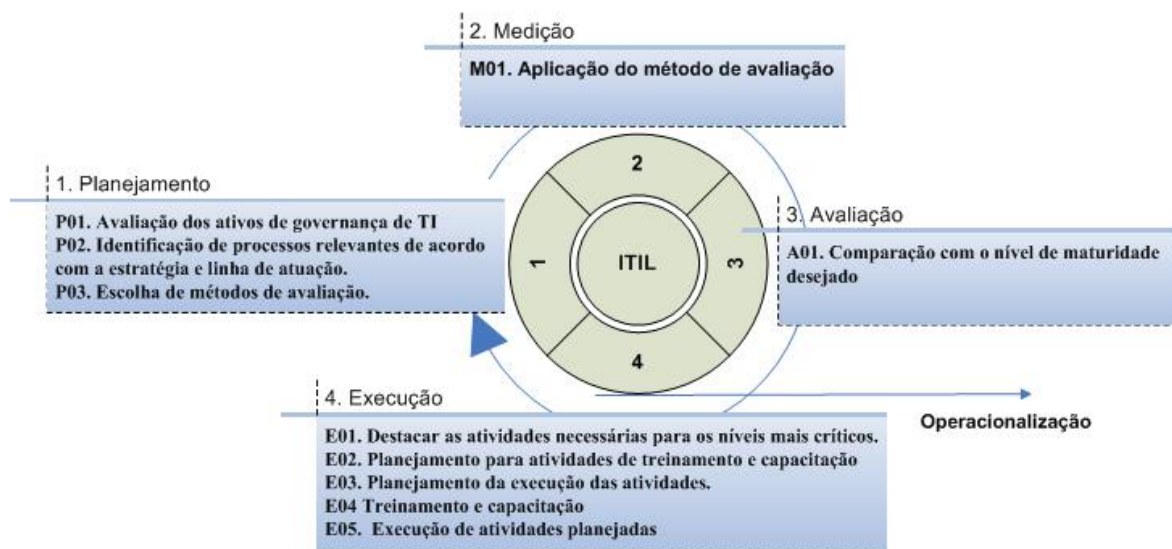 2. Medição
M01. Aplicação do método de avaliação
1. Planejamento
P01. Avaliação dos ativos de governança de TI
P02. Identificação de processos relevantes de acordo
com a estratégia e linha de atuação.
P03. Escolha de métodos de avaliação.
2
1
ITIL
3
4
3. Avaliação
A01. Comparação com o nível de maturidade
desejado
Operacionalização
4. Execução
E01. Destacar as atividades necessárias para os níveis mais críticos.
E02. Planejamento para atividades de treinamento e capacitação
E03. Planejamento da execução das atividades.
E04 Treinamento e capacitação
E05. Execução de atividades planejadas